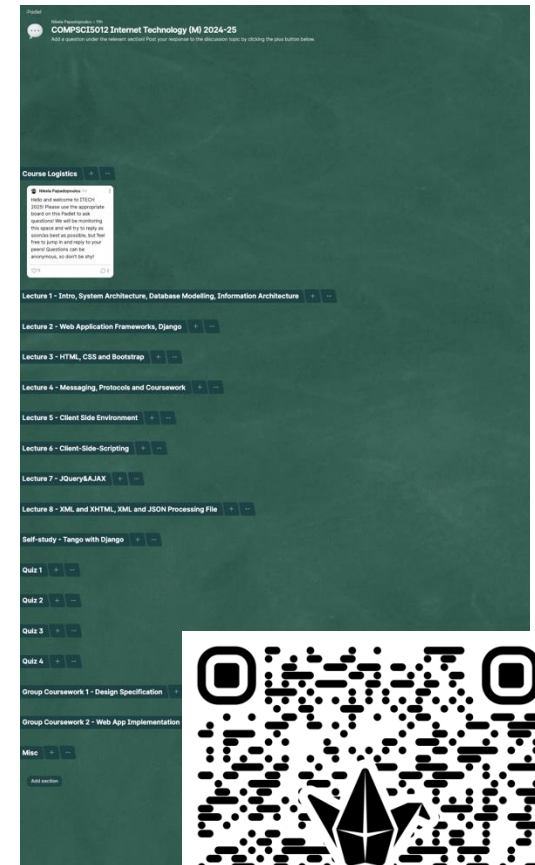 Padlet
Nikela Papadopoulou • 11h
COMPSCI5012 Internet Technology (M) 2024-25
Add a question under the relevant section! Post your response to the discussion topic by clicking the plus button below.
Course Logistics
Nikela Papadopoulou
Hello and welcome to ITECH
2025! Please use the appropriate
board on this Padlet to ask
questions! We will be monitoring
this space and will try to reply as
soon/as best as possible, but feel
free to jump in and reply to your
peers! Questions can be
anonymous, so don't be shy!
Lecture 1 - Intro, System Architecture, Database Modelling, Information Architecture
Lecture 2 - Web Application Frameworks, Django
Lecture 3 - HTML, CSS and Bootstrap
Lecture 4 - Messaging, Protocols and Coursework
Lecture 5 - Client Side Environment
Lecture 6 - Client-Side-Scripting
Lecture 7 - JQuery&AJAX
Lecture 8 - XML and XHTML, XML and JSON Processing File
Self-study - Tango with Django
Quiz 1
Quiz 2
Quiz 3
Quiz 4
Group Coursework 1 - Design Specification
Group Coursework 2 - Web App Implementation
Misc
Add section